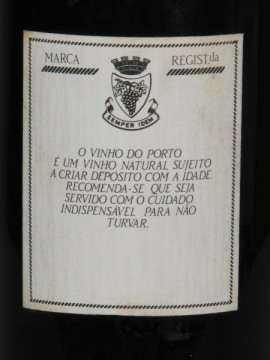 MARCA REGIST.da
SEMPER IDEM
O VINHO DO PORTO
É UM VINHO NATURAL SUJEITO
A CRIAR DEPOSITO COM A IDADE
RECOMENDA-SE QUE SEJA
SERVIDO COM O CUIDADO
INDISPENSÁVEL PARA NÃO
TURVAR.